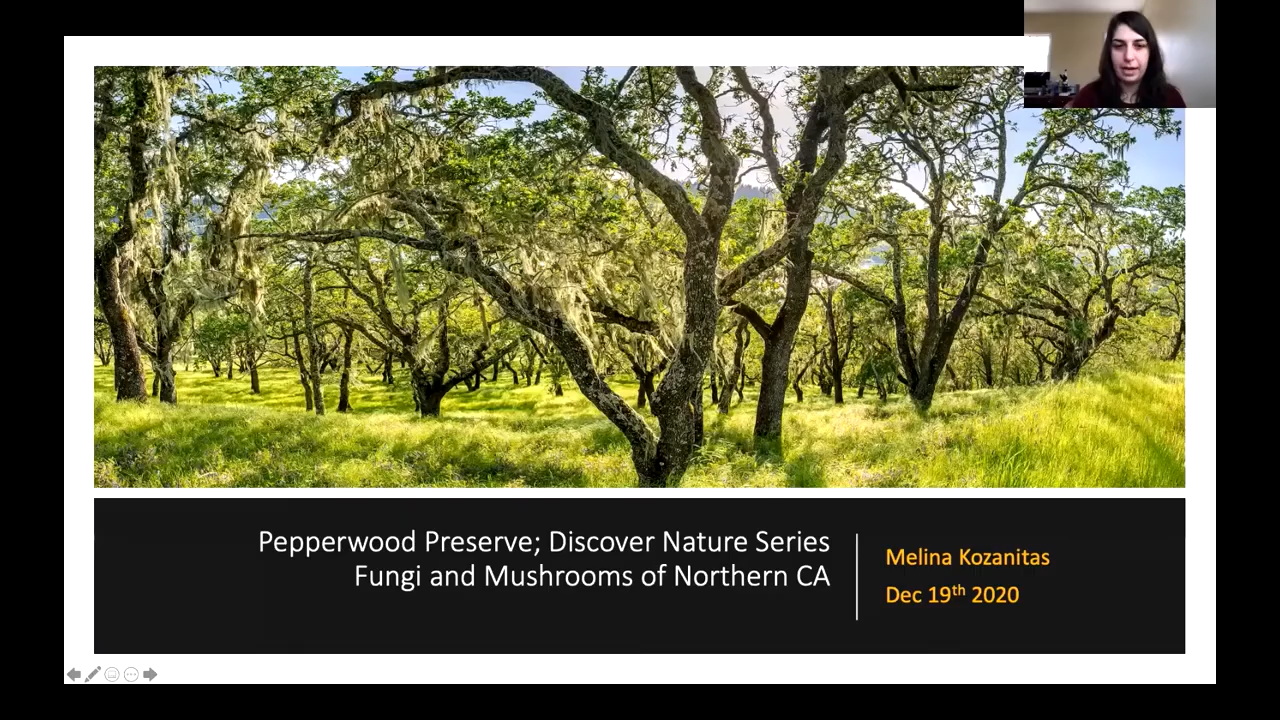 Pepperwood Preserve; Discover Nature Series
Fungi and Mushrooms of Northern CA
Melina Kozanitas
Dec 19th 2020